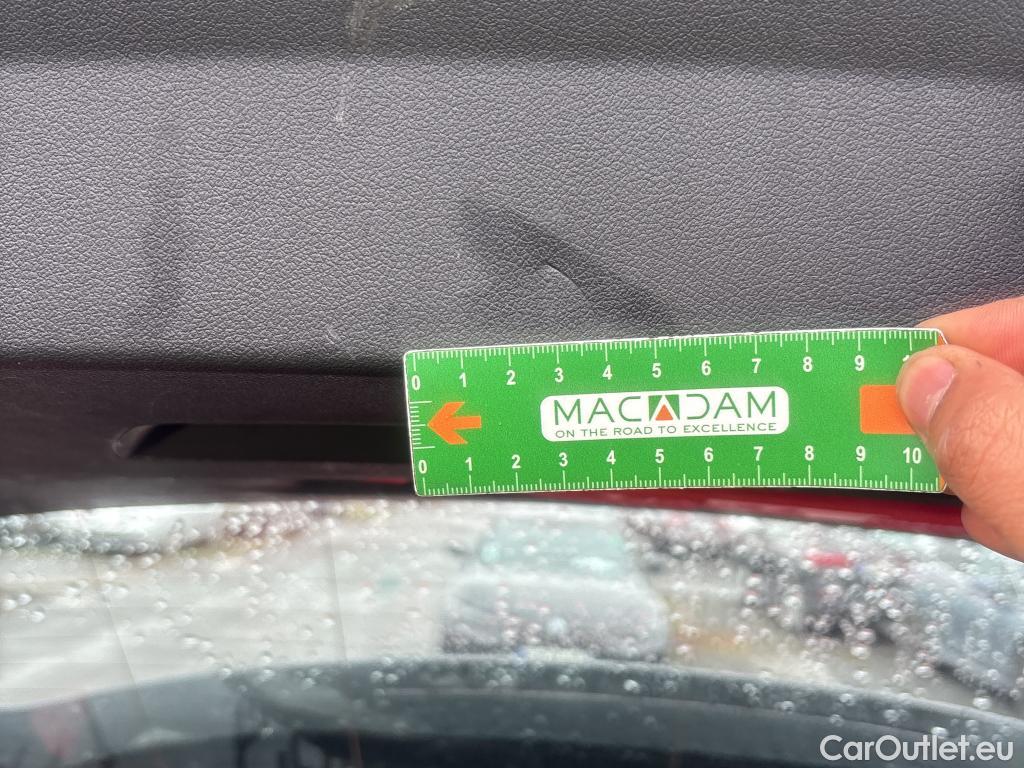 0 1 2 3 4 5 6 7 8 9
MACADAM
ON THE ROAD TO EXCELLENCE
0 1 2 3 4 5 6 7 8 9 10
CarOutlet.eu